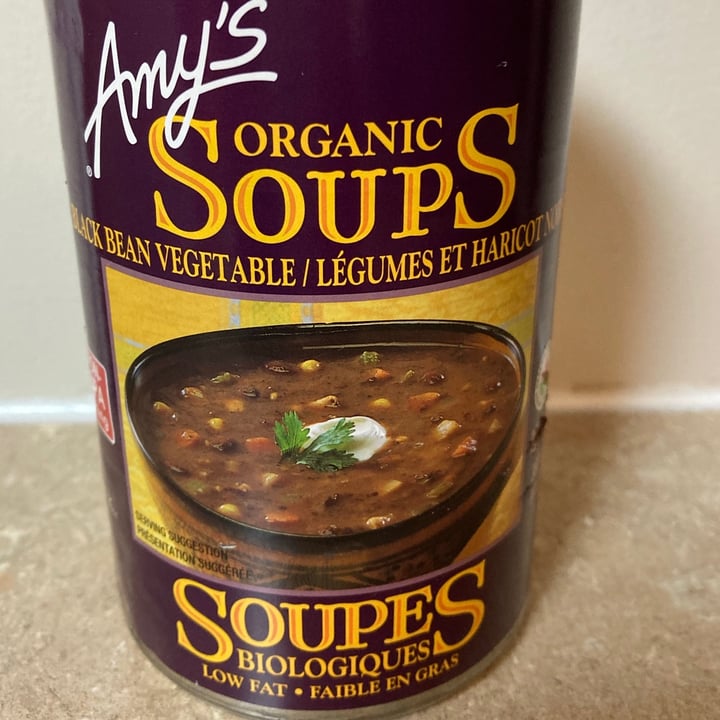 Amy's
®
ORGANIC
SOUPS
BLACK BEAN VEGETABLE / LÉGUMES ET HARICOT
SERVING SUGGESTION
PRÉSENTATION SUGGÉRÉE
SOUPES
BIOLOGIQUES
LOW FAT • FAIBLE EN GRAS